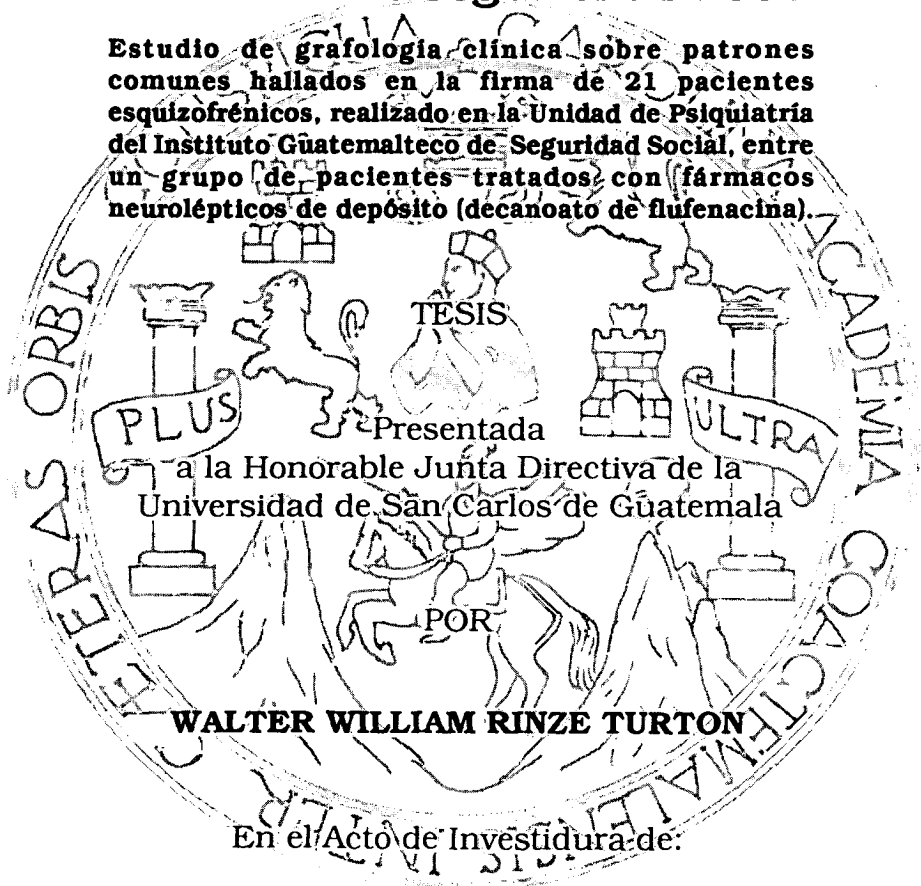 Estudio de grafología clínica sobre patrones
comunes hallados en la firma de 21 pacientes
esquizofrénicos, realizado en la Unidad de Psiquiatría
del Instituto Guatemalteco de Seguridad Social, entre
un grupo de pacientes tratados con fármacos
neurolépticos de depósito (decanoato de flufenacina).
TESIS
ORBIS
ACADEMIA
PLUS
ULTRA
Presentada
a la Honorable Junta Directiva de la
Universidad de San Carlos de Guatemala
POR
WALTER WILLIAM RINZE TURTON
En el Acto de Investidura de: